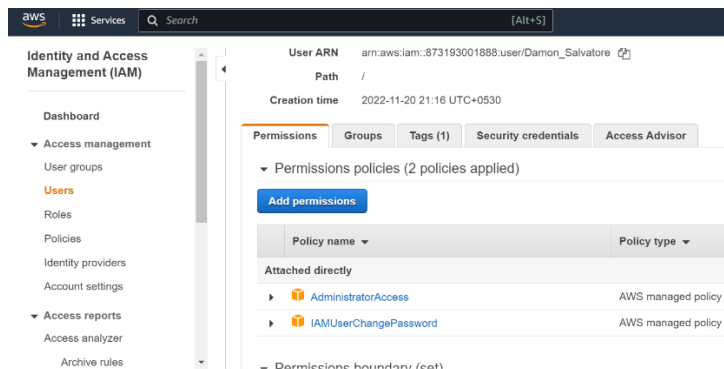 aws Services Search [Alt+S]
Identity and Access
Management (IAM)
Dashboard
Access management
User groups
Users
Roles
Policies
Identity providers
Account settings
Access reports
Access analyzer
Archive rules
User ARN arn:aws:iam::873193001888:user/Damon_Salvatore
Path /
Creation time 2022-11-20 21:16 UTC+0530
Permissions Groups Tags (1) Security credentials Access Advisor
Permissions policies (2 policies applied)
Add permissions
Policy name Policy type
Attached directly
AdministratorAccess AWS managed policy
IAMUserChangePassword AWS managed policy
Permissions boundary (set)